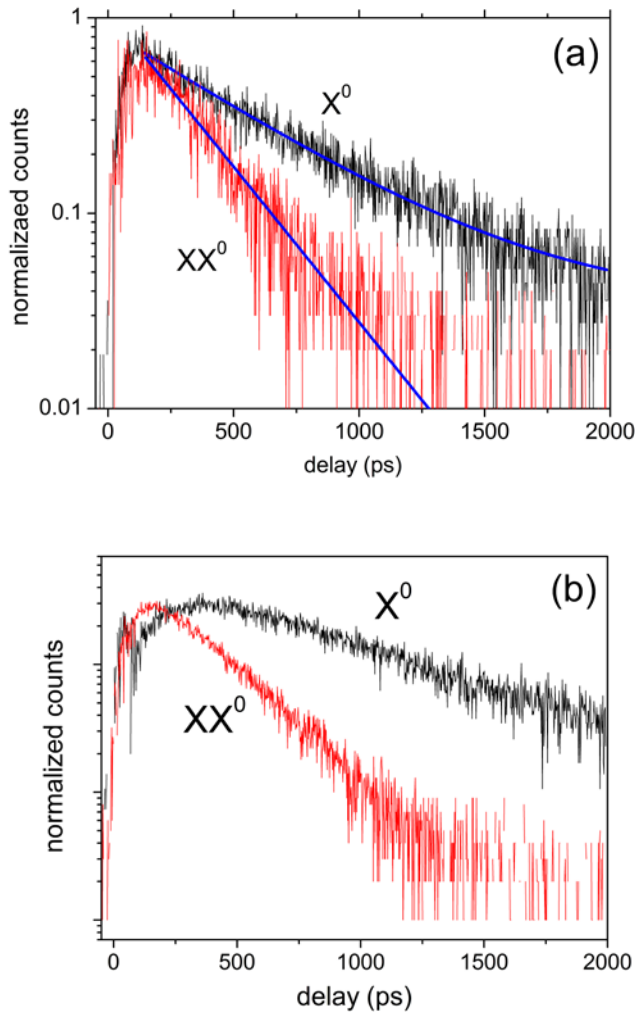 (a)
1
X⁰
0.1
XX⁰
0.01
normalizaed counts
0 500 1000 1500 2000
delay (ps)
(b)
X⁰
XX⁰
normalized counts
0 500 1000 1500 2000
delay (ps)